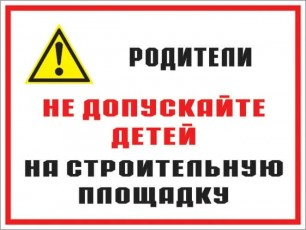 РОДИТЕЛИ
НЕ ДОПУСКАЙТЕ
ДЕТЕЙ
НА СТРОИТЕЛЬНУЮ
ПЛОЩАДКУ